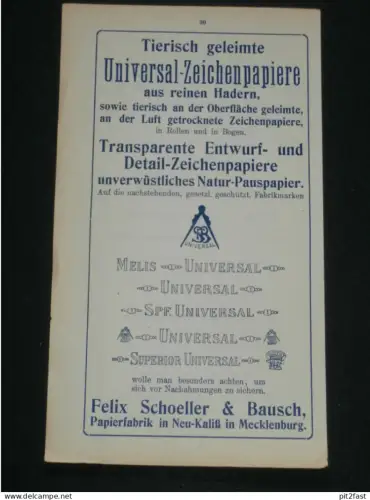 Tierisch geleimte
Universal-Zeichenpapiere
aus reinen Hadern,
sowie tierisch an der Oberfläche geleimte,
an der Luft getrocknete Zeichenpapiere,
in Rollen und in Bogen.
Transparente Entwurf- und
Detail-Zeichenpapiere
unverwüstliches Natur-Pauspapier.
Auf die nachstehenden, gesetzl. geschützt. Fabrikmarken
SB
UNIVERSAL
MELIS UNIVERSAL
UNIVERSAL
SPF. UNIVERSAL
UNIVERSAL
SUPERIOR UNIVERSAL
wolle man besonders achten, um
sich vor Nachahmungen zu sichern.
Felix Schoeller & Bausch,
Papierfabrik in Neu-Kaliß in Mecklenburg.
www.delcampe.net
pit2fast